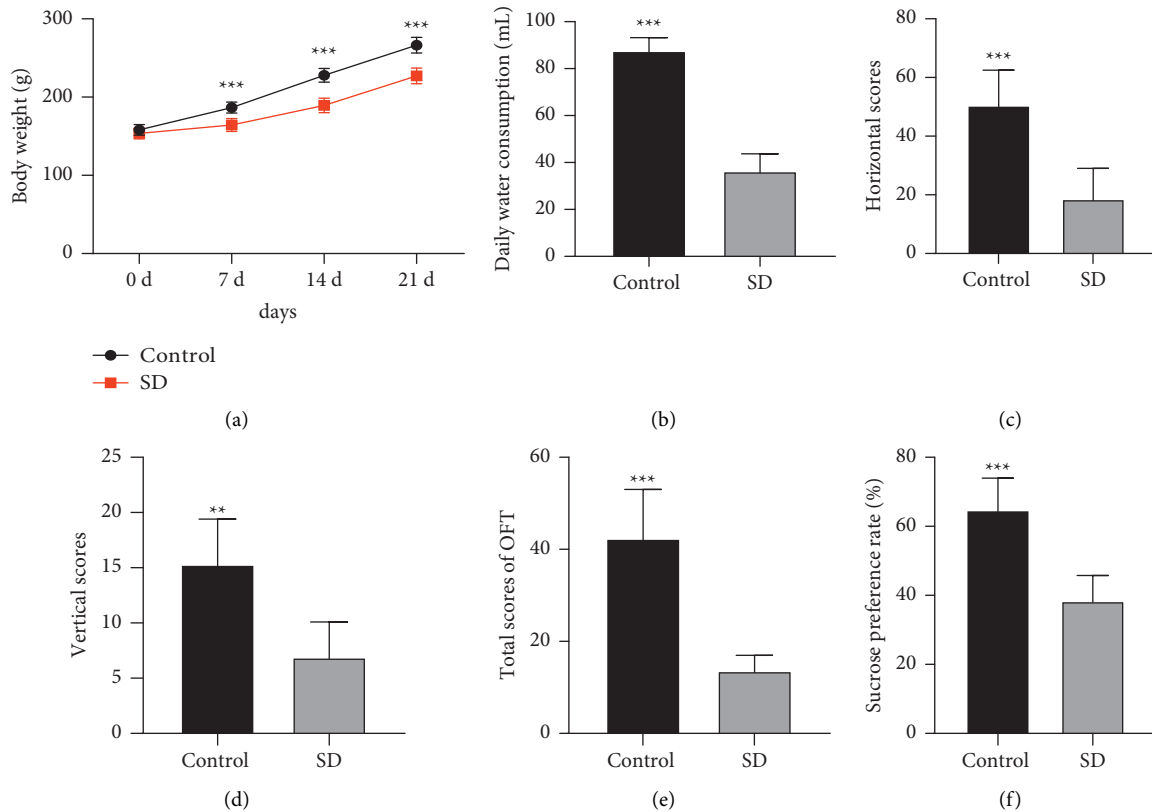 Body weight (g)
300
200
100
0
***
***
***
0 d
7 d
14 d
21 d
days
Control
SD
(a)
Daily water consumption (mL)
100
80
60
40
20
0
***
Control
SD
(b)
Horizontal scores
80
60
40
20
0
***
Control
SD
(c)
Vertical scores
25
20
15
10
5
0
**
Control
SD
(d)
Total scores of OFT
60
40
20
0
***
Control
SD
(e)
Sucrose preference rate (%)
80
60
40
20
0
***
Control
SD
(f)